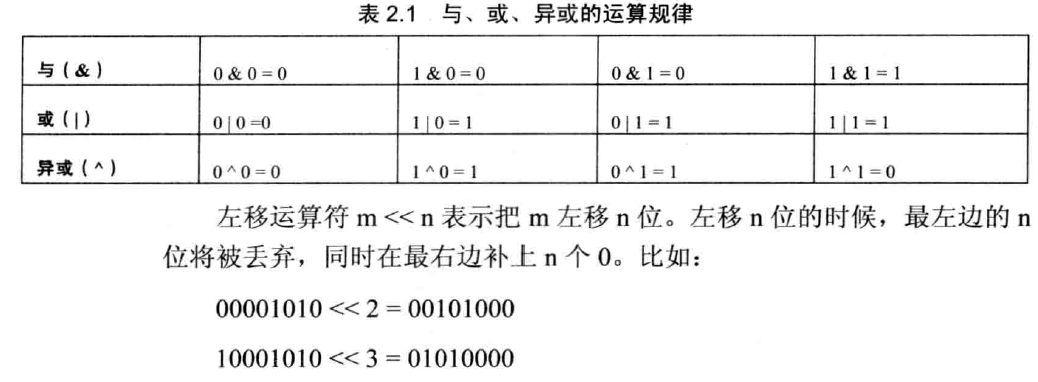 表 2.1 与、或、异或的运算规律
与（&） 0 & 0 = 0 1 & 0 = 0 0 & 1 = 0 1 & 1 = 1
或（|） 0 | 0 =0 1 | 0 = 1 0 | 1 = 1 1 | 1 = 1
异或（^） 0 ^ 0 = 0 1 ^ 0 = 1 0 ^ 1 = 1 1 ^ 1 = 0
左移运算符 m << n 表示把 m 左移 n 位。左移 n 位的时候，最左边的 n
位将被丢弃，同时在最右边补上 n 个 0。比如：
00001010 << 2 = 00101000
10001010 << 3 = 01010000